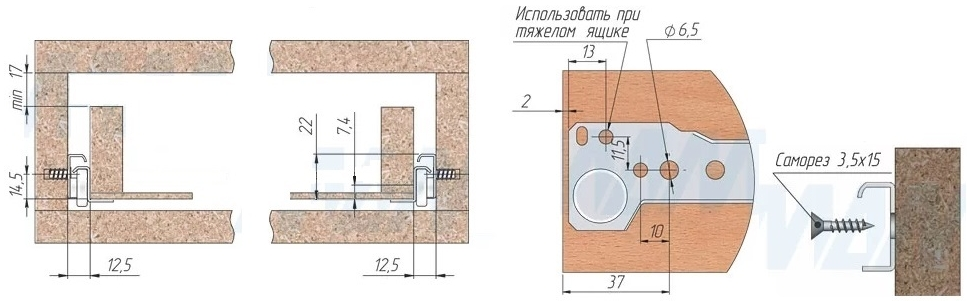 min 17
14,5
12,5
22
7,4
12,5
Использовать при
тяжелом ящике
13
ϕ 6,5
2
11,5
10
37
Саморез 3,5х15